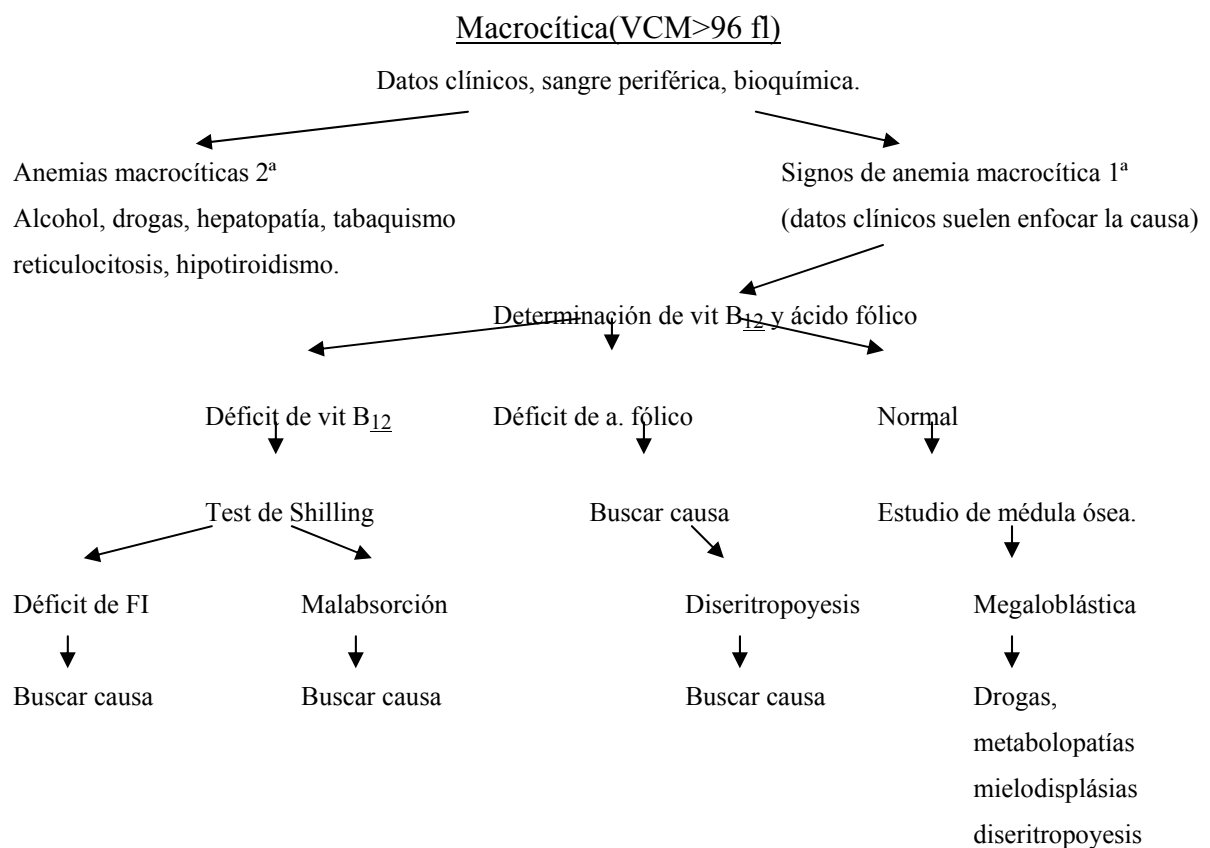 Macrocítica(VCM>96 fl)
Datos clínicos, sangre periférica, bioquímica.
Anemias macrocíticas 2ª
Alcohol, drogas, hepatopatía, tabaquismo
reticulocitosis, hipotiroidismo.
Signos de anemia macrocítica 1ª
(datos clínicos suelen enfocar la causa)
Determinación de vit B12 y ácido fólico
Déficit de vit B12
Déficit de a. fólico
Normal
Test de Shilling
Buscar causa
Estudio de médula ósea.
Déficit de FI
Malabsorción
Diseritropoyesis
Megaloblástica
Buscar causa
Buscar causa
Buscar causa
Drogas,
metabolopatías
mielodisplásias
diseritropoyesis